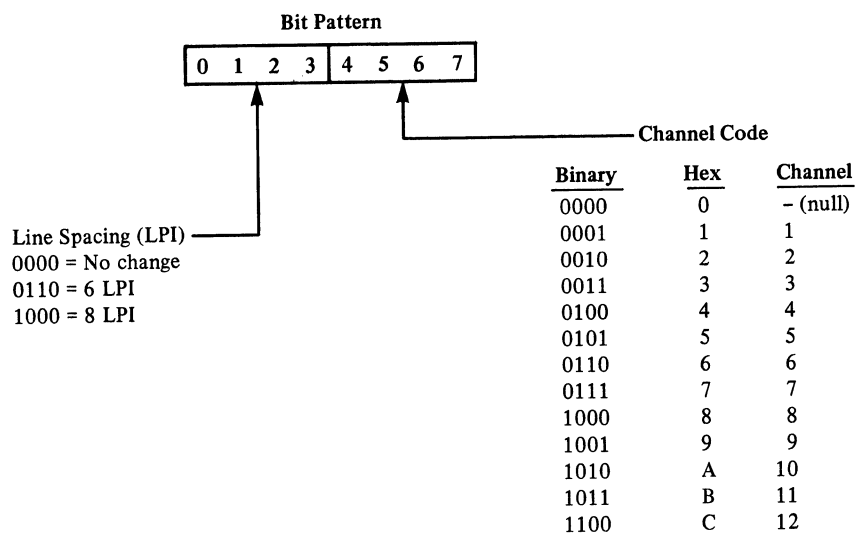 Bit Pattern
0 1 2 3 4 5 6 7
Channel Code
Binary Hex Channel
0000 0 – (null)
0001 1 1
0010 2 2
0011 3 3
0100 4 4
0101 5 5
0110 6 6
0111 7 7
1000 8 8
1001 9 9
1010 A 10
1011 B 11
1100 C 12
Line Spacing (LPI)
0000 = No change
0110 = 6 LPI
1000 = 8 LPI